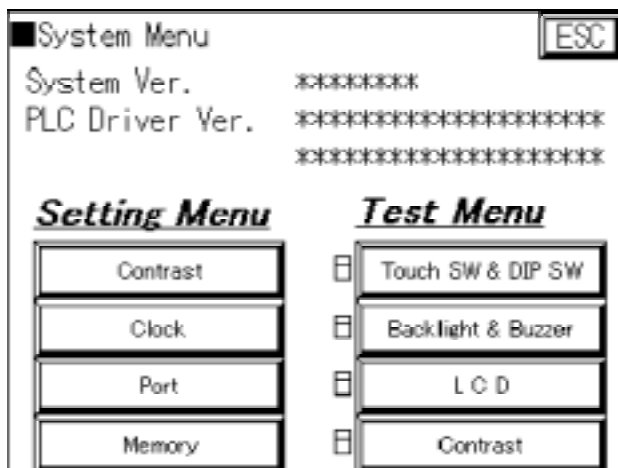 ■System Menu ESC
System Ver. ********
PLC Driver Ver. ********************
********************
Setting Menu Test Menu
Contrast Touch SW & DIP SW
Clock Backlight & Buzzer
Port L C D
Memory Contrast